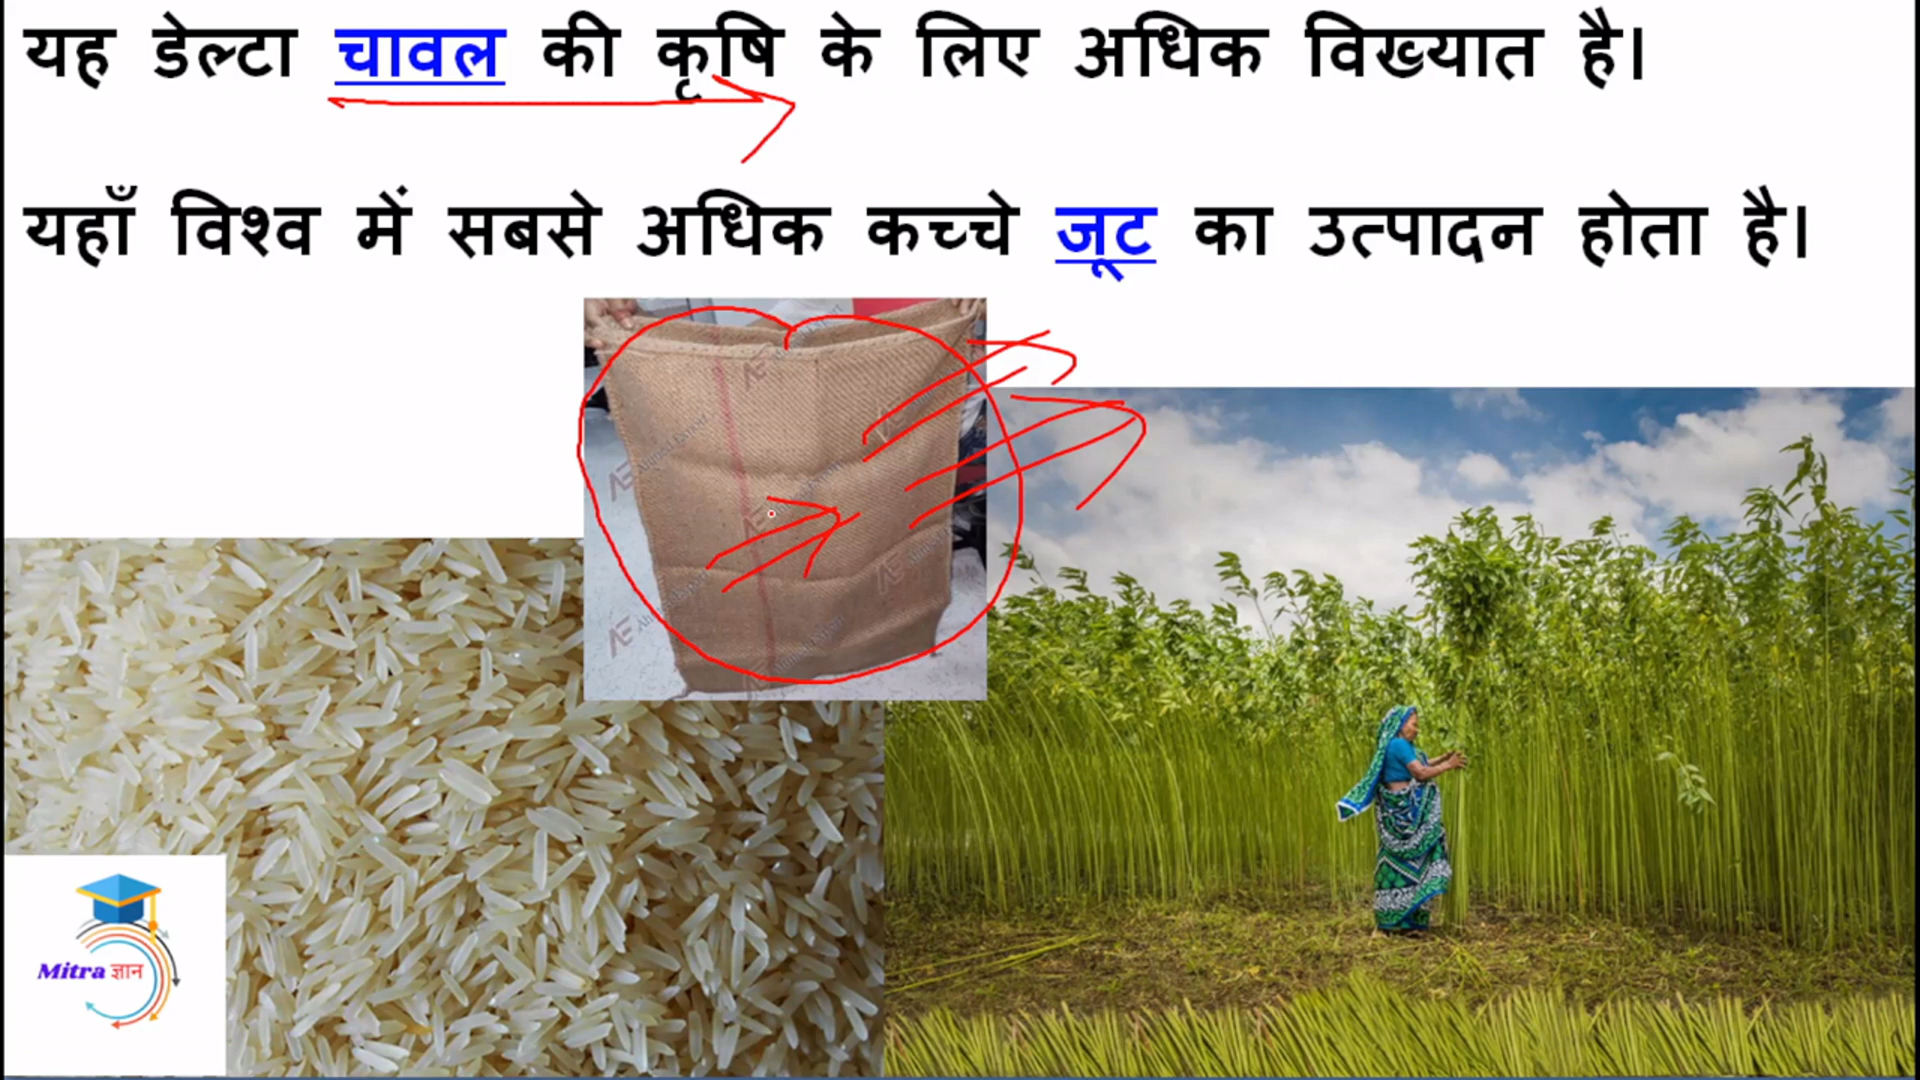 यह डेल्टा चावल की कृषि के लिए अधिक विख्यात है।
यहाँ विश्व में सबसे अधिक कच्चे जूट का उत्पादन होता है।
Mitra ज्ञान